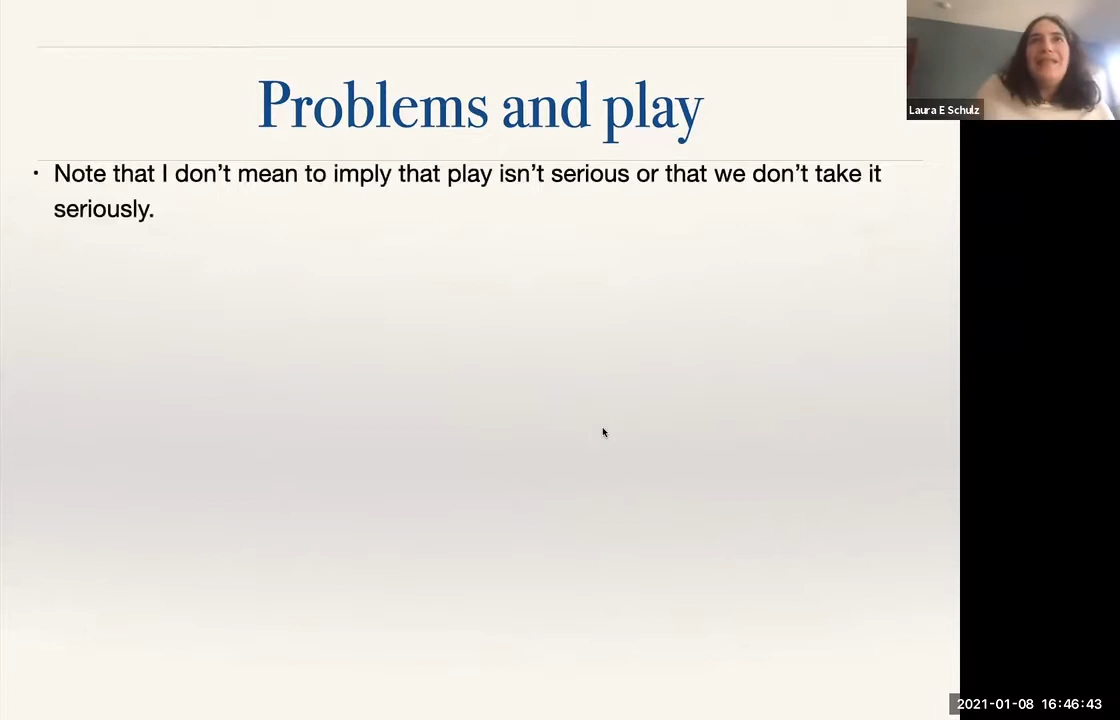 Problems and play
• Note that I don’t mean to imply that play isn’t serious or that we don’t take it
seriously.
Laura E Schulz
2021-01-08 16:46:43